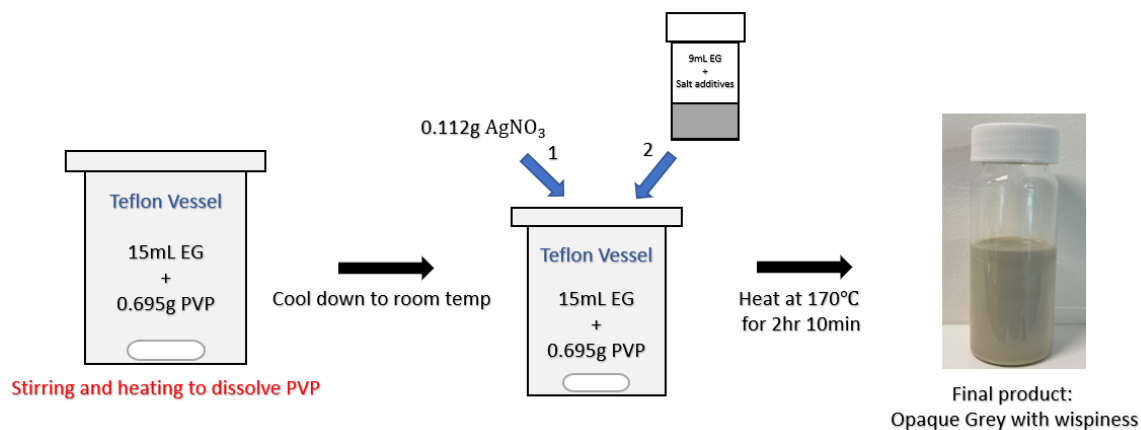 Teflon Vessel
15mL EG
+
0.695g PVP
Stirring and heating to dissolve PVP
Cool down to room temp
0.112g AgNO₃
1
2
9mL EG
+
Salt additives
Teflon Vessel
15mL EG
+
0.695g PVP
Heat at 170℃
for 2hr 10min
Final product:
Opaque Grey with wispiness